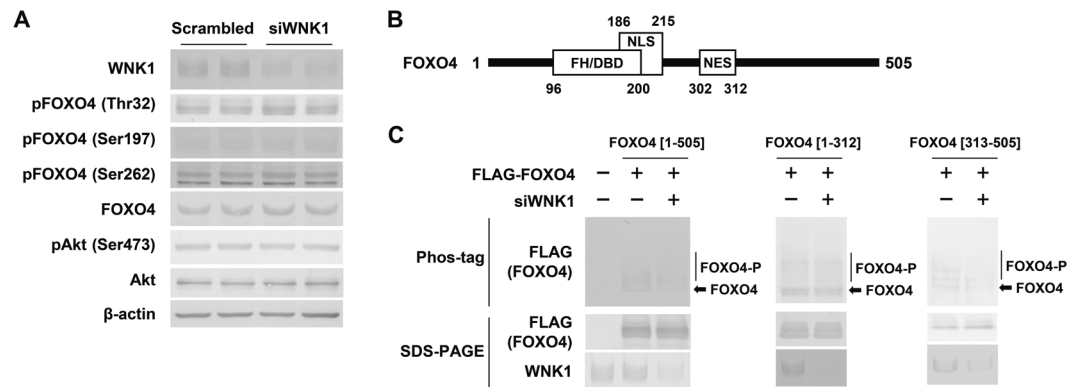 A
Scrambled siWNK1
WNK1
pFOXO4 (Thr32)
pFOXO4 (Ser197)
pFOXO4 (Ser262)
FOXO4
pAkt (Ser473)
Akt
β-actin
B
186 215
NLS
FOXO4 1 FH/DBD NES 505
96 200 302 312
C
FOXO4 [1-505] FOXO4 [1-312] FOXO4 [313-505]
FLAG-FOXO4 − + + + + + +
siWNK1 − − + − + − +
Phos-tag
FLAG
(FOXO4)
FOXO4-P FOXO4-P FOXO4-P
FOXO4 FOXO4 FOXO4
SDS-PAGE
FLAG
(FOXO4)
WNK1